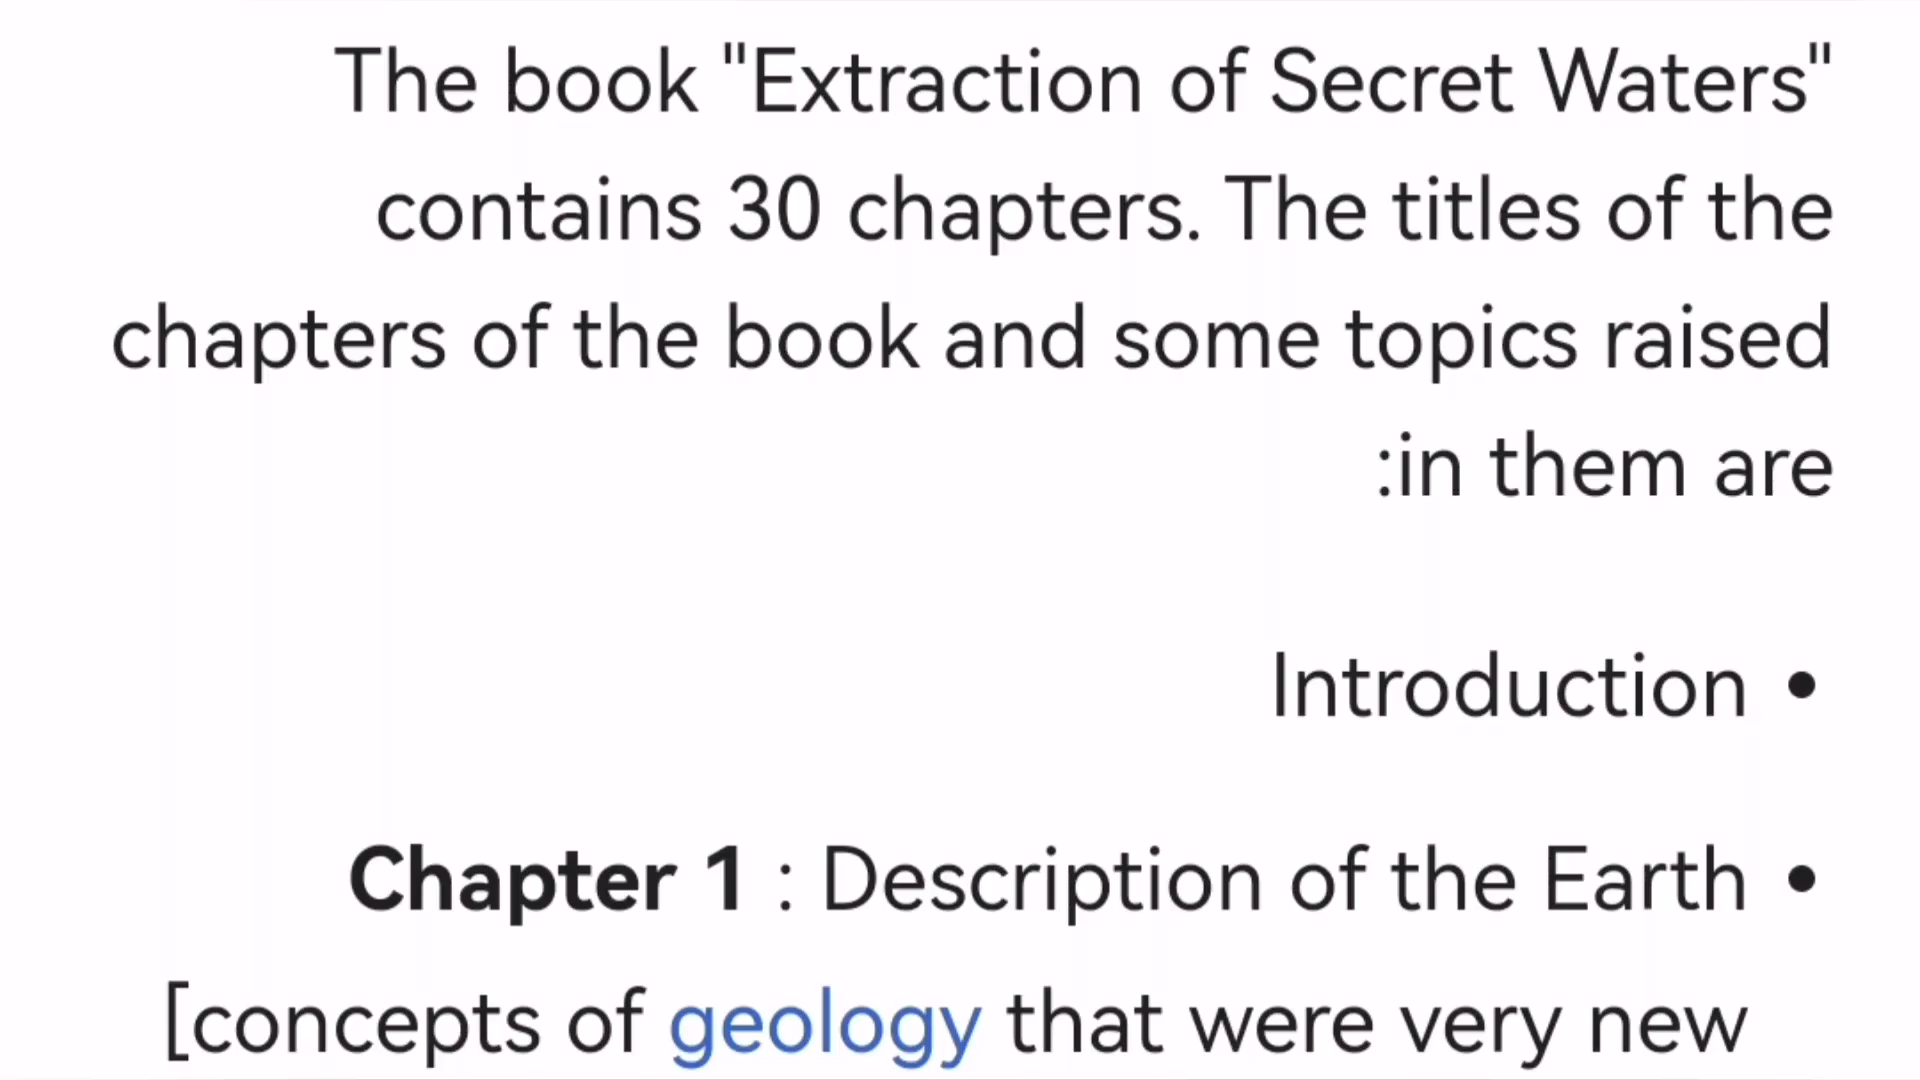 The book "Extraction of Secret Waters"
contains 30 chapters. The titles of the
chapters of the book and some topics raised
:in them are
Introduction •
Chapter 1 : Description of the Earth •
[concepts of geology that were very new